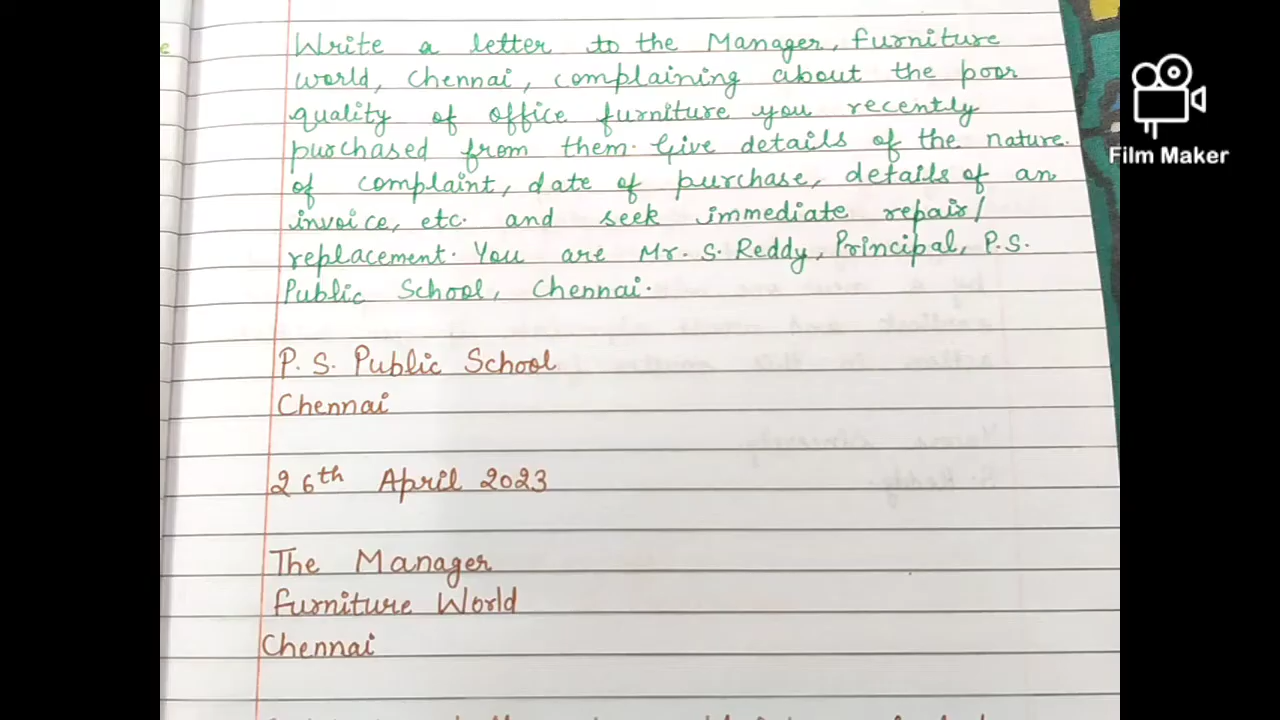 Write a letter to the Manager, furniture
world, Chennai, complaining about the poor
quality of office furniture you recently
purchased from them. Give details of the nature.
of complaint, date of purchase, details of an
invoice, etc. and seek immediate repair/
replacement. You are Mr. S. Reddy, Principal, P.S.
Public School, Chennai.
P. S. Public School
Chennai
26th April 2023
The Manager
furniture World
Chennai
Film Maker